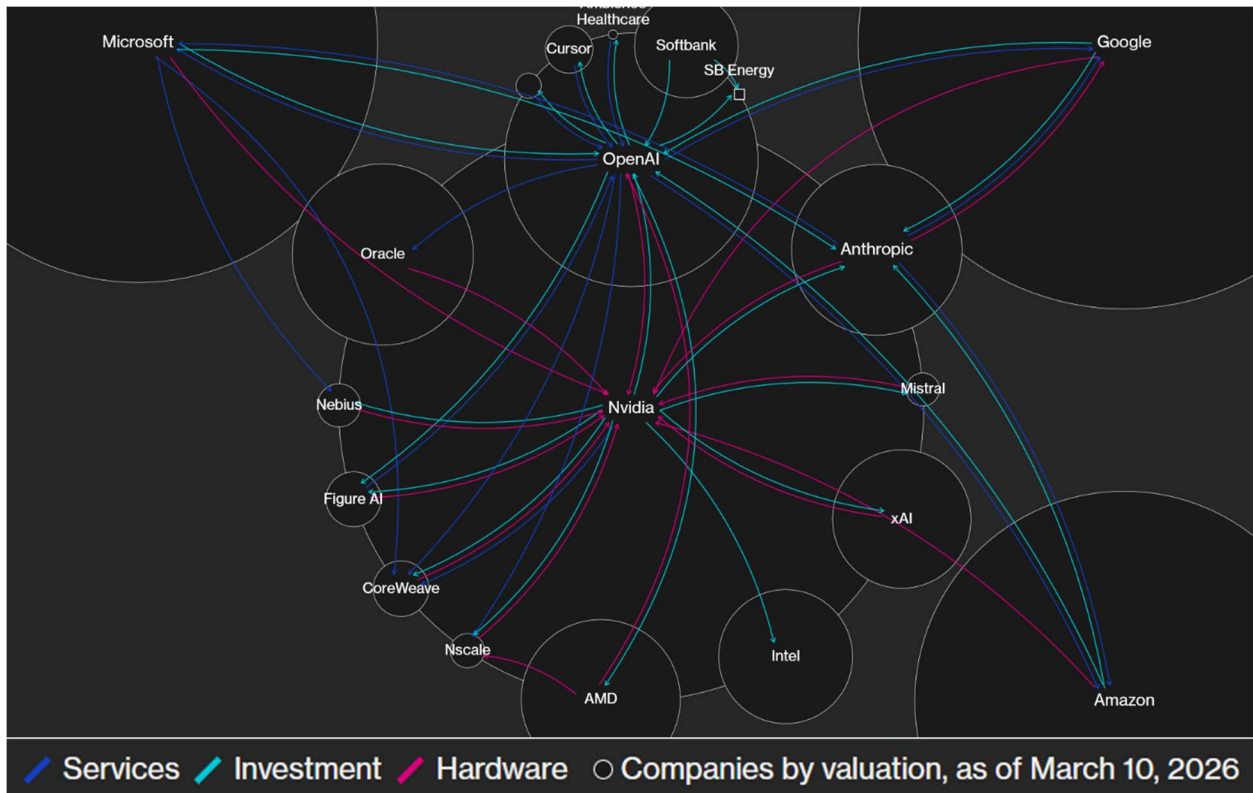 Microsoft
Healthcare
Cursor
Softbank
Google
SB Energy
OpenAI
Oracle
Anthropic
Mistral
Nebius
Nvidia
Figure AI
xAI
CoreWeave
Nscale
Intel
AMD
Amazon
Services
Investment
Hardware
Companies by valuation, as of March 10, 2026